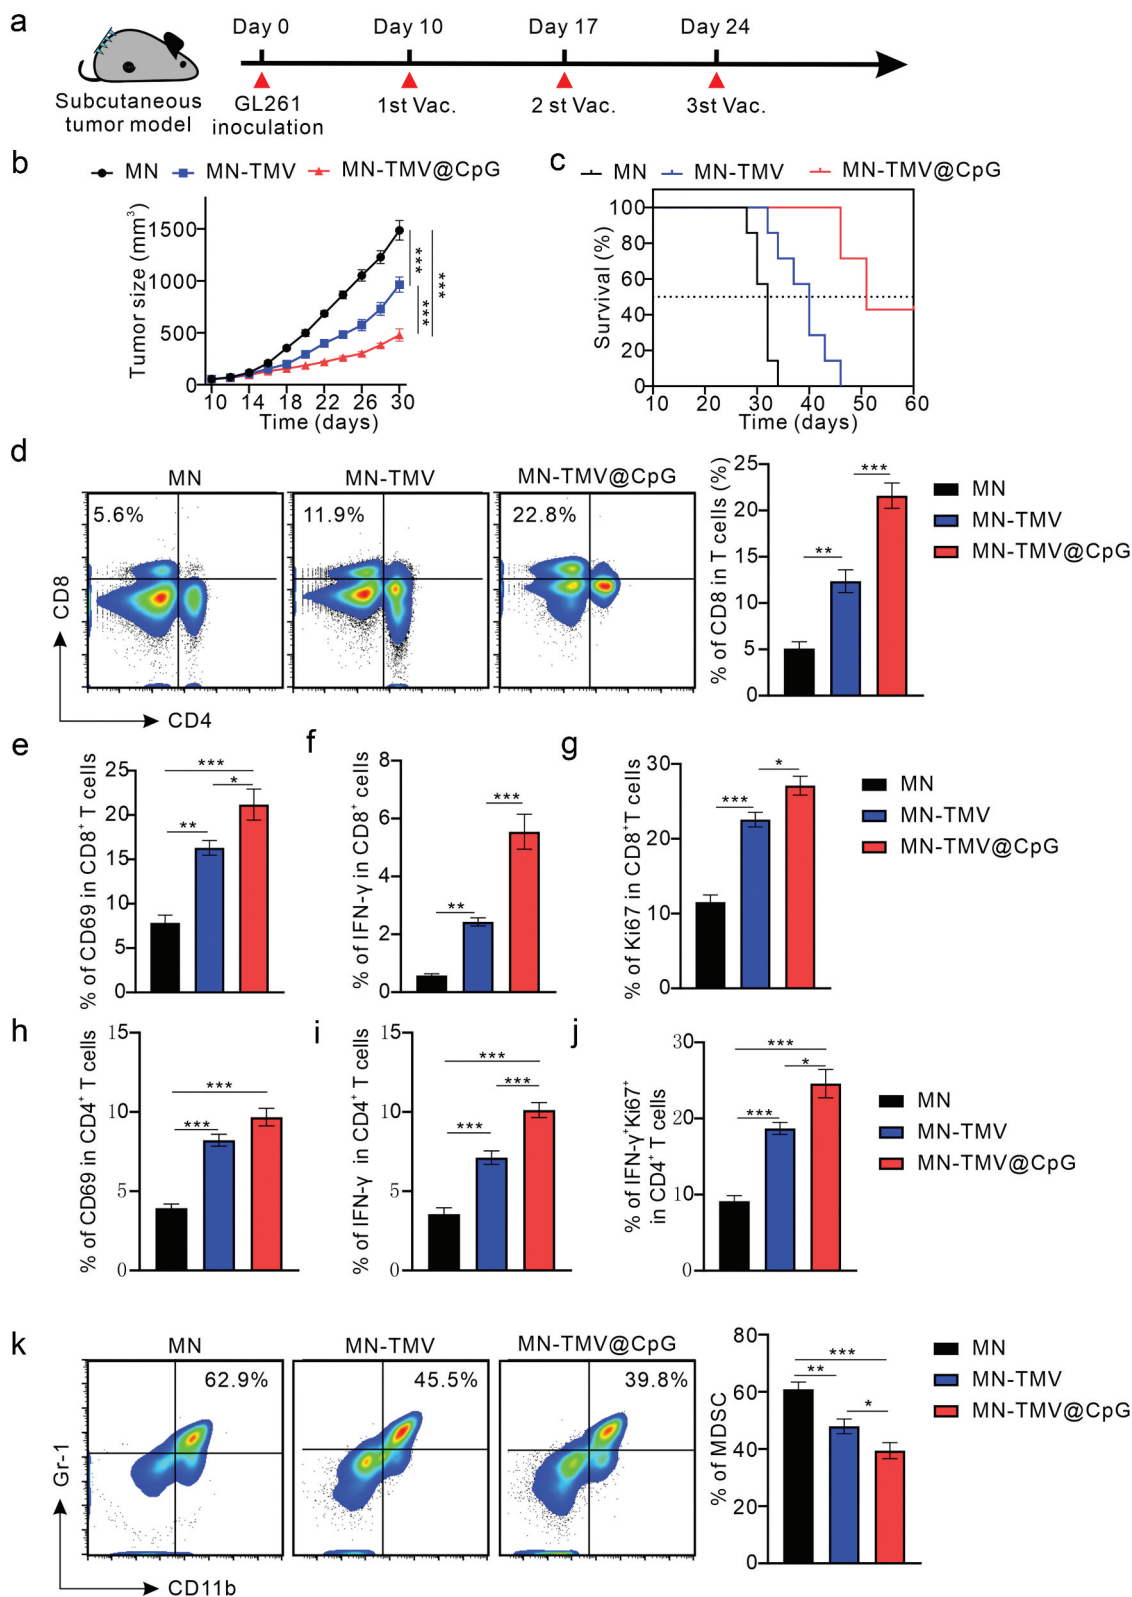 a
Day 0 Day 10 Day 17 Day 24
Subcutaneous
tumor model
GL261
inoculation
1st Vac. 2 st Vac. 3st Vac.
b
MN MN-TMV MN-TMV@CpG
Tumor size (mm³)
1500
1000
500
0
10 14 18 22 26 30
Time (days)
*** *** ***
c
MN MN-TMV MN-TMV@CpG
Survival (%)
100
80
60
40
20
0
10 20 30 40 50 60
Time (days)
d
MN MN-TMV MN-TMV@CpG
5.6% 11.9% 22.8%
CD8
CD4
% of CD8 in T cells (%)
25
20
15
10
5
0
** ***
MN
MN-TMV
MN-TMV@CpG
e
% of CD69 in CD8⁺ T cells
25
20
15
10
5
0
***
*
**
f
% of IFN-γ in CD8⁺ cells
8
6
4
2
0
***
**
g
% of Ki67 in CD8⁺T cells
30
20
10
0
*
***
MN
MN-TMV
MN-TMV@CpG
h
% of CD69 in CD4⁺ T cells
15
10
5
0
***
***
i
% of IFN-γ in CD4⁺ T cells
15
10
5
0
***
***
***
j
% of IFN-γ⁺Ki67⁺
in CD4⁺ T cells
30
20
10
0
***
*
***
MN
MN-TMV
MN-TMV@CpG
k
MN MN-TMV MN-TMV@CpG
62.9% 45.5% 39.8%
Gr-1
CD11b
% of MDSC
80
60
40
20
0
***
**
*
MN
MN-TMV
MN-TMV@CpG